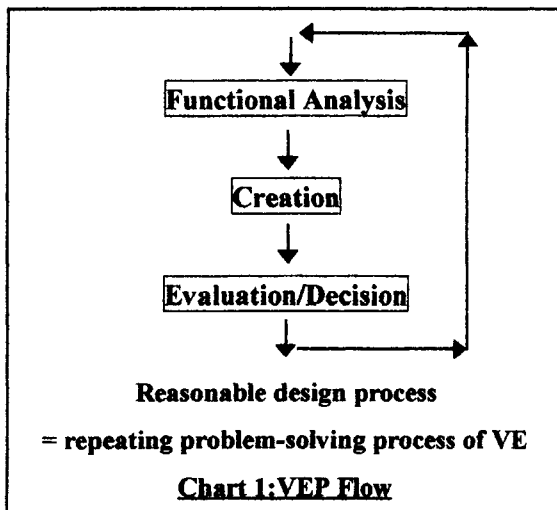 Functional Analysis
Creation
Evaluation/Decision
Reasonable design process
= repeating problem-solving process of VE
Chart 1:VEP Flow